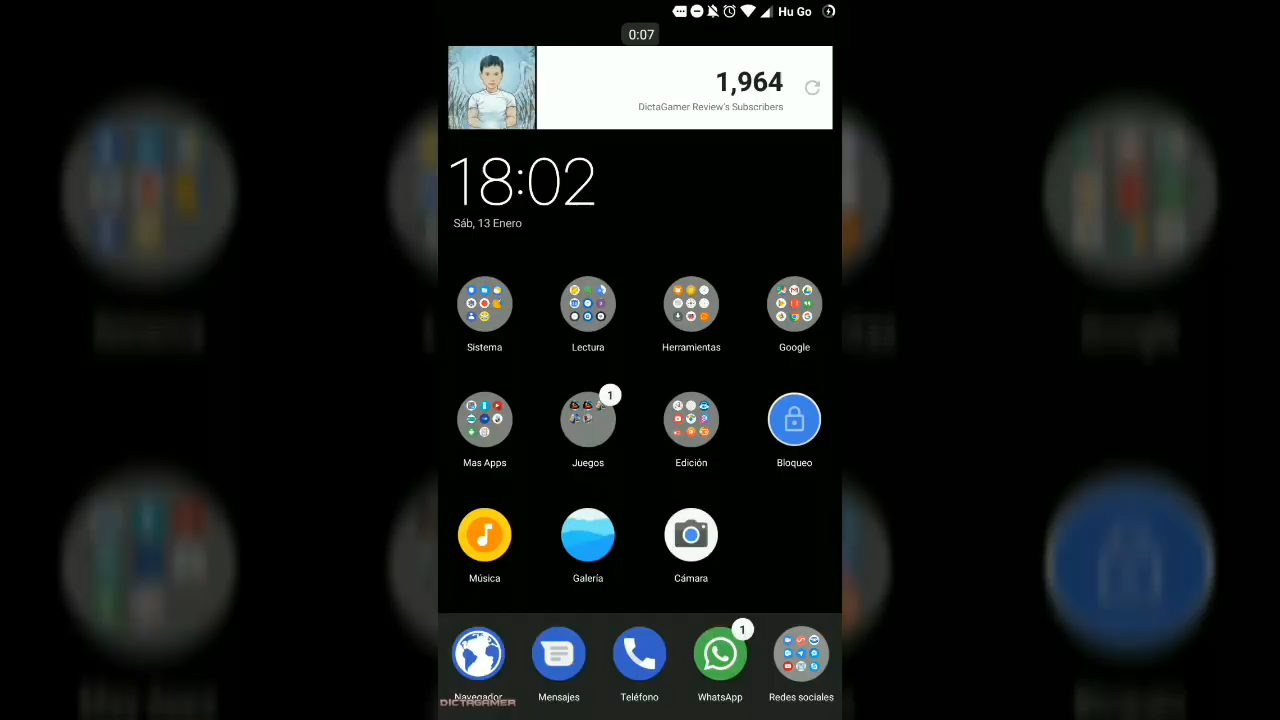 Hu Go
0:07
1,964
DictaGamer Review's Subscribers
18:02
Sáb, 13 Enero
Sistema
Lectura
Herramientas
Google
1
Mas Apps
Juegos
Edición
Bloqueo
Música
Galería
Cámara
1
Navegador
Mensajes
Teléfono
WhatsApp
Redes sociales
DICTAGAMER